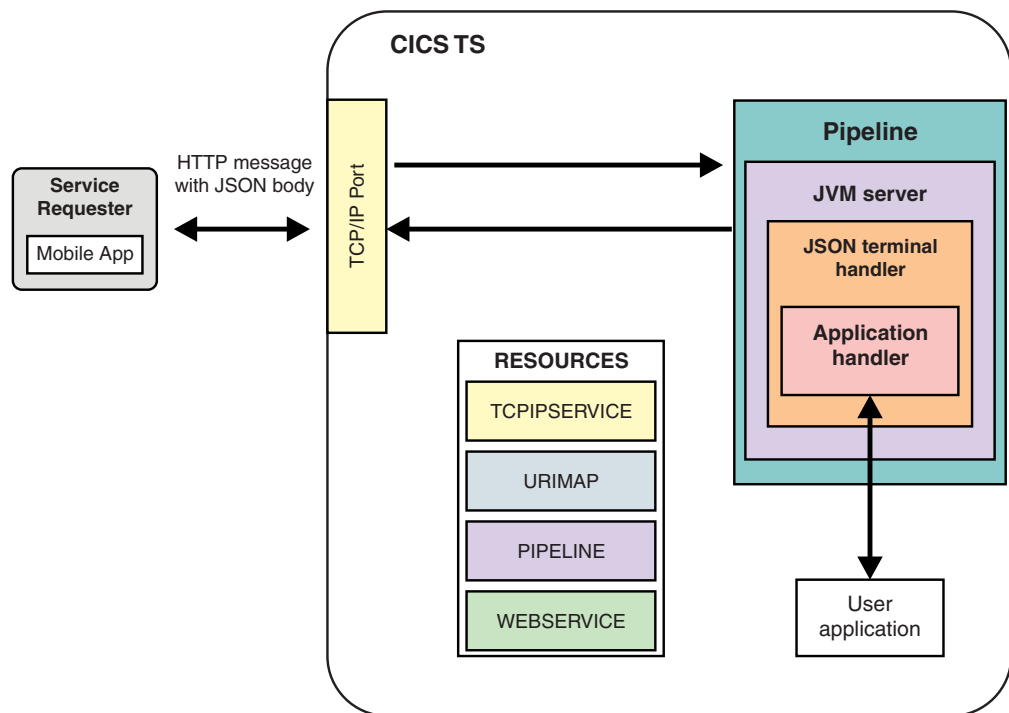 CICS TS
Service
Requester
Mobile App
HTTP message
with JSON body
TCP/IP Port
Pipeline
JVM server
JSON terminal
handler
Application
handler
RESOURCES
TCPIPSERVICE
URIMAP
PIPELINE
WEBSERVICE
User
application